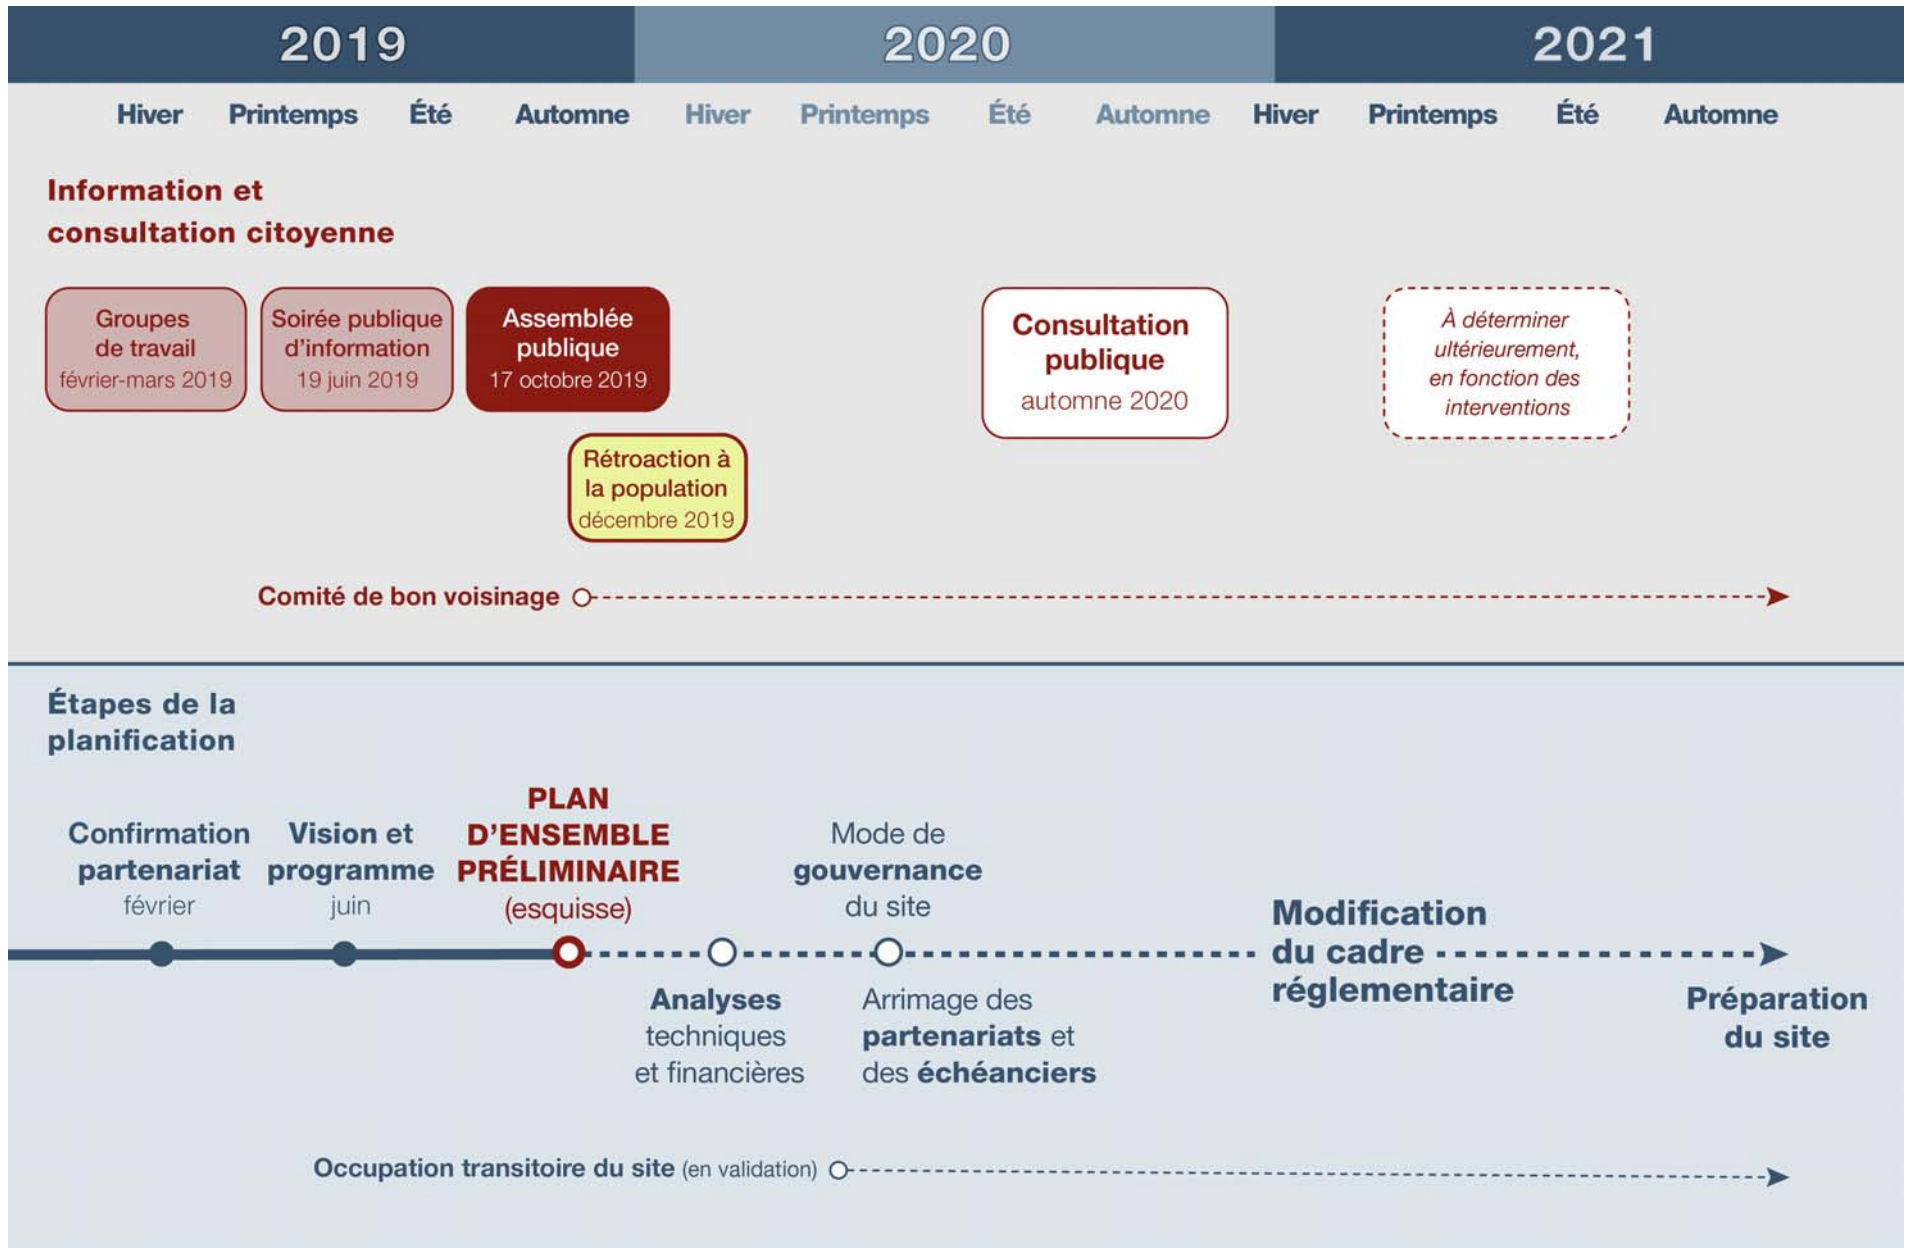 2019
2020
2021
Hiver
Printemps
Été
Automne
Hiver
Printemps
Été
Automne
Hiver
Printemps
Été
Automne
Information et
consultation citoyenne
Groupes
de travail
février-mars 2019
Soirée publique
d'information
19 juin 2019
Assemblée
publique
17 octobre 2019
Consultation
publique
automne 2020
À déterminer
ultérieurement,
en fonction des
interventions
Rétroaction à
la population
décembre 2019
Comité de bon voisinage
Étapes de la
planification
Confirmation
partenariat
février
Vision et
programme
juin
PLAN
D'ENSEMBLE
PRÉLIMINAIRE
(esquisse)
Mode de
gouvernance
du site
Analyses
techniques
et financières
Arrimage des
partenariats et
des échéanciers
Modification
du cadre
réglementaire
Préparation
du site
Occupation transitoire du site (en validation)